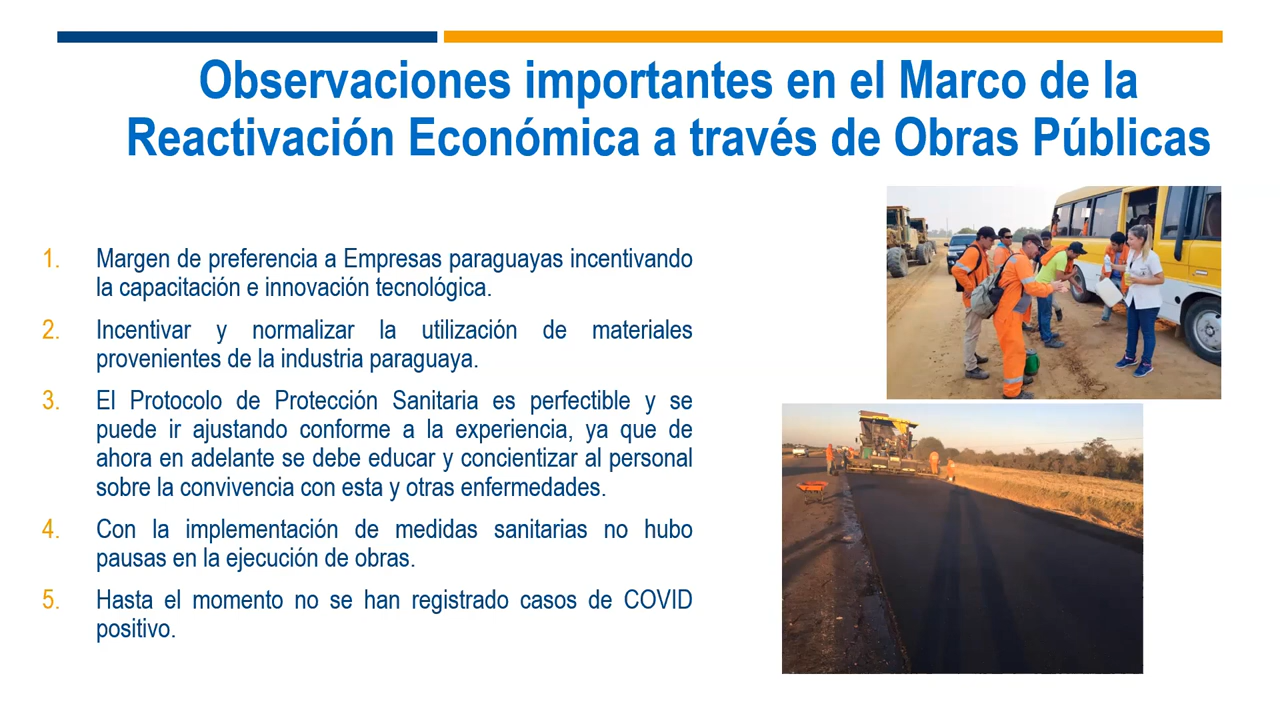 Observaciones importantes en el Marco de la
Reactivación Económica a través de Obras Públicas
1. Margen de preferencia a Empresas paraguayas incentivando
la capacitación e innovación tecnológica.
2. Incentivar y normalizar la utilización de materiales
provenientes de la industria paraguaya.
3. El Protocolo de Protección Sanitaria es perfectible y se
puede ir ajustando conforme a la experiencia, ya que de
ahora en adelante se debe educar y concientizar al personal
sobre la convivencia con esta y otras enfermedades.
4. Con la implementación de medidas sanitarias no hubo
pausas en la ejecución de obras.
5. Hasta el momento no se han registrado casos de COVID
positivo.